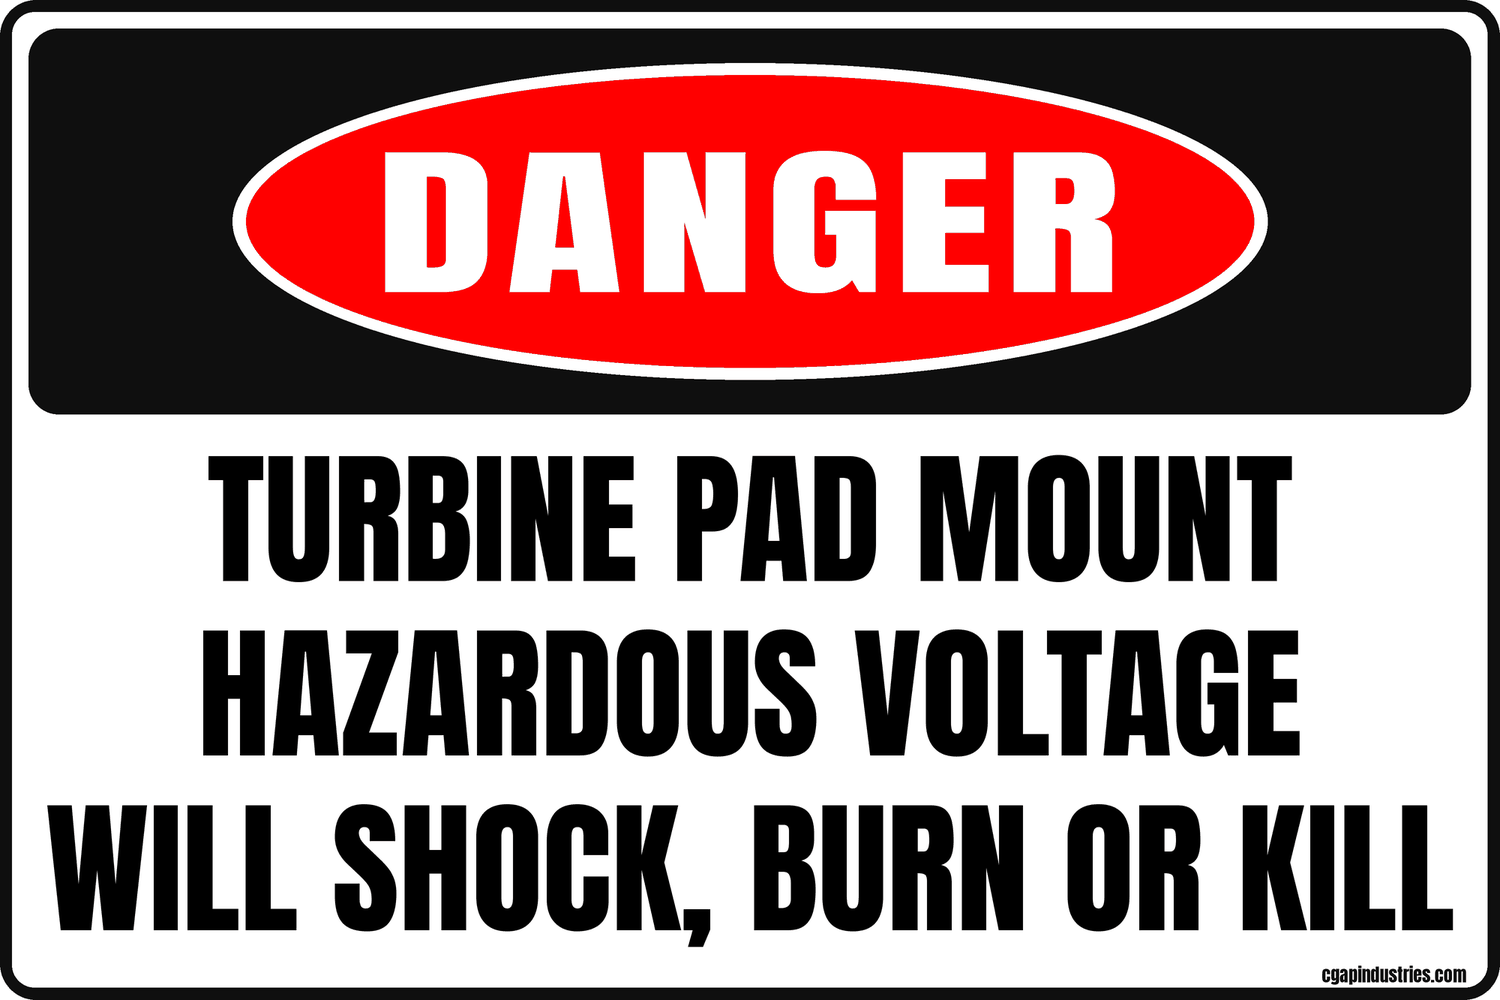 DANGER
TURBINE PAD MOUNT
HAZARDOUS VOLTAGE
WILL SHOCK, BURN OR KILL
cgapindustries.com